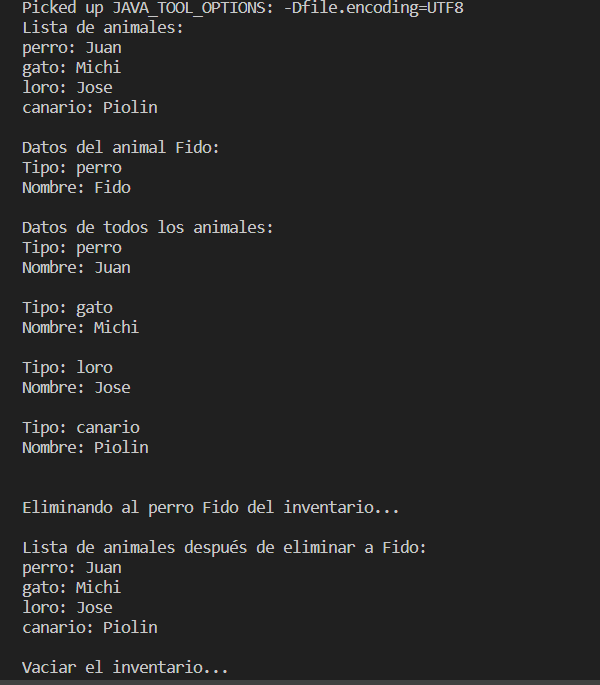 Picked up JAVA_TOOL_OPTIONS: -Dfile.encoding=UTF8
Lista de animales:
perro: Juan
gato: Michi
loro: Jose
canario: Piolin
Datos del animal Fido:
Tipo: perro
Nombre: Fido
Datos de todos los animales:
Tipo: perro
Nombre: Juan
Tipo: gato
Nombre: Michi
Tipo: loro
Nombre: Jose
Tipo: canario
Nombre: Piolin
Eliminando al perro Fido del inventario...
Lista de animales después de eliminar a Fido:
perro: Juan
gato: Michi
loro: Jose
canario: Piolin
Vaciar el inventario...